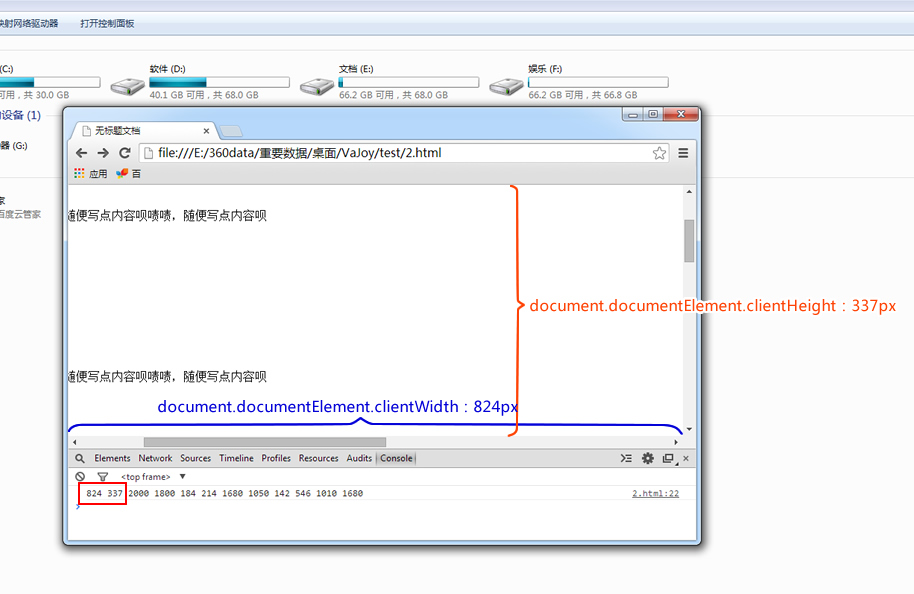 映射网络驱动器 打开控制面板
(C:) 软件 (D:) 文档 (E:) 娱乐 (F:)
可用，共 30.0 GB 40.1 GB 可用，共 68.0 GB 66.2 GB 可用，共 68.0 GB 66.2 GB 可用，共 66.8 GB
设备 (1)
器 (G:)
家
百度云管家
无标题文档
file:///E:/360data/重要数据/桌面/VaJoy/test/2.html
应用 百
随便写点内容呗啧啧，随便写点内容呗
document.documentElement.clientHeight：337px
随便写点内容呗啧啧，随便写点内容呗
document.documentElement.clientWidth：824px
Elements Network Sources Timeline Profiles Resources Audits Console
<top frame>
824 337 2000 1800 184 214 1680 1050 142 546 1010 1680 2.html:22